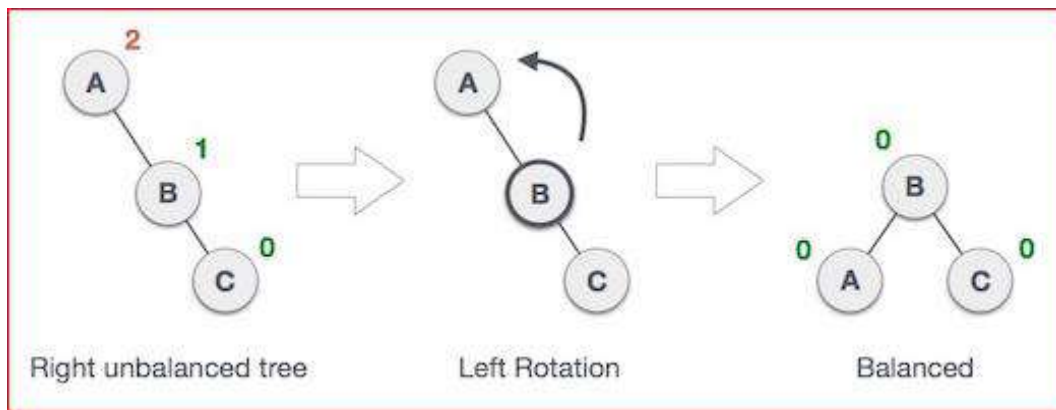 A 2
B 1
C 0
Right unbalanced tree
A
B
C
Left Rotation
B 0
A 0
C 0
Balanced